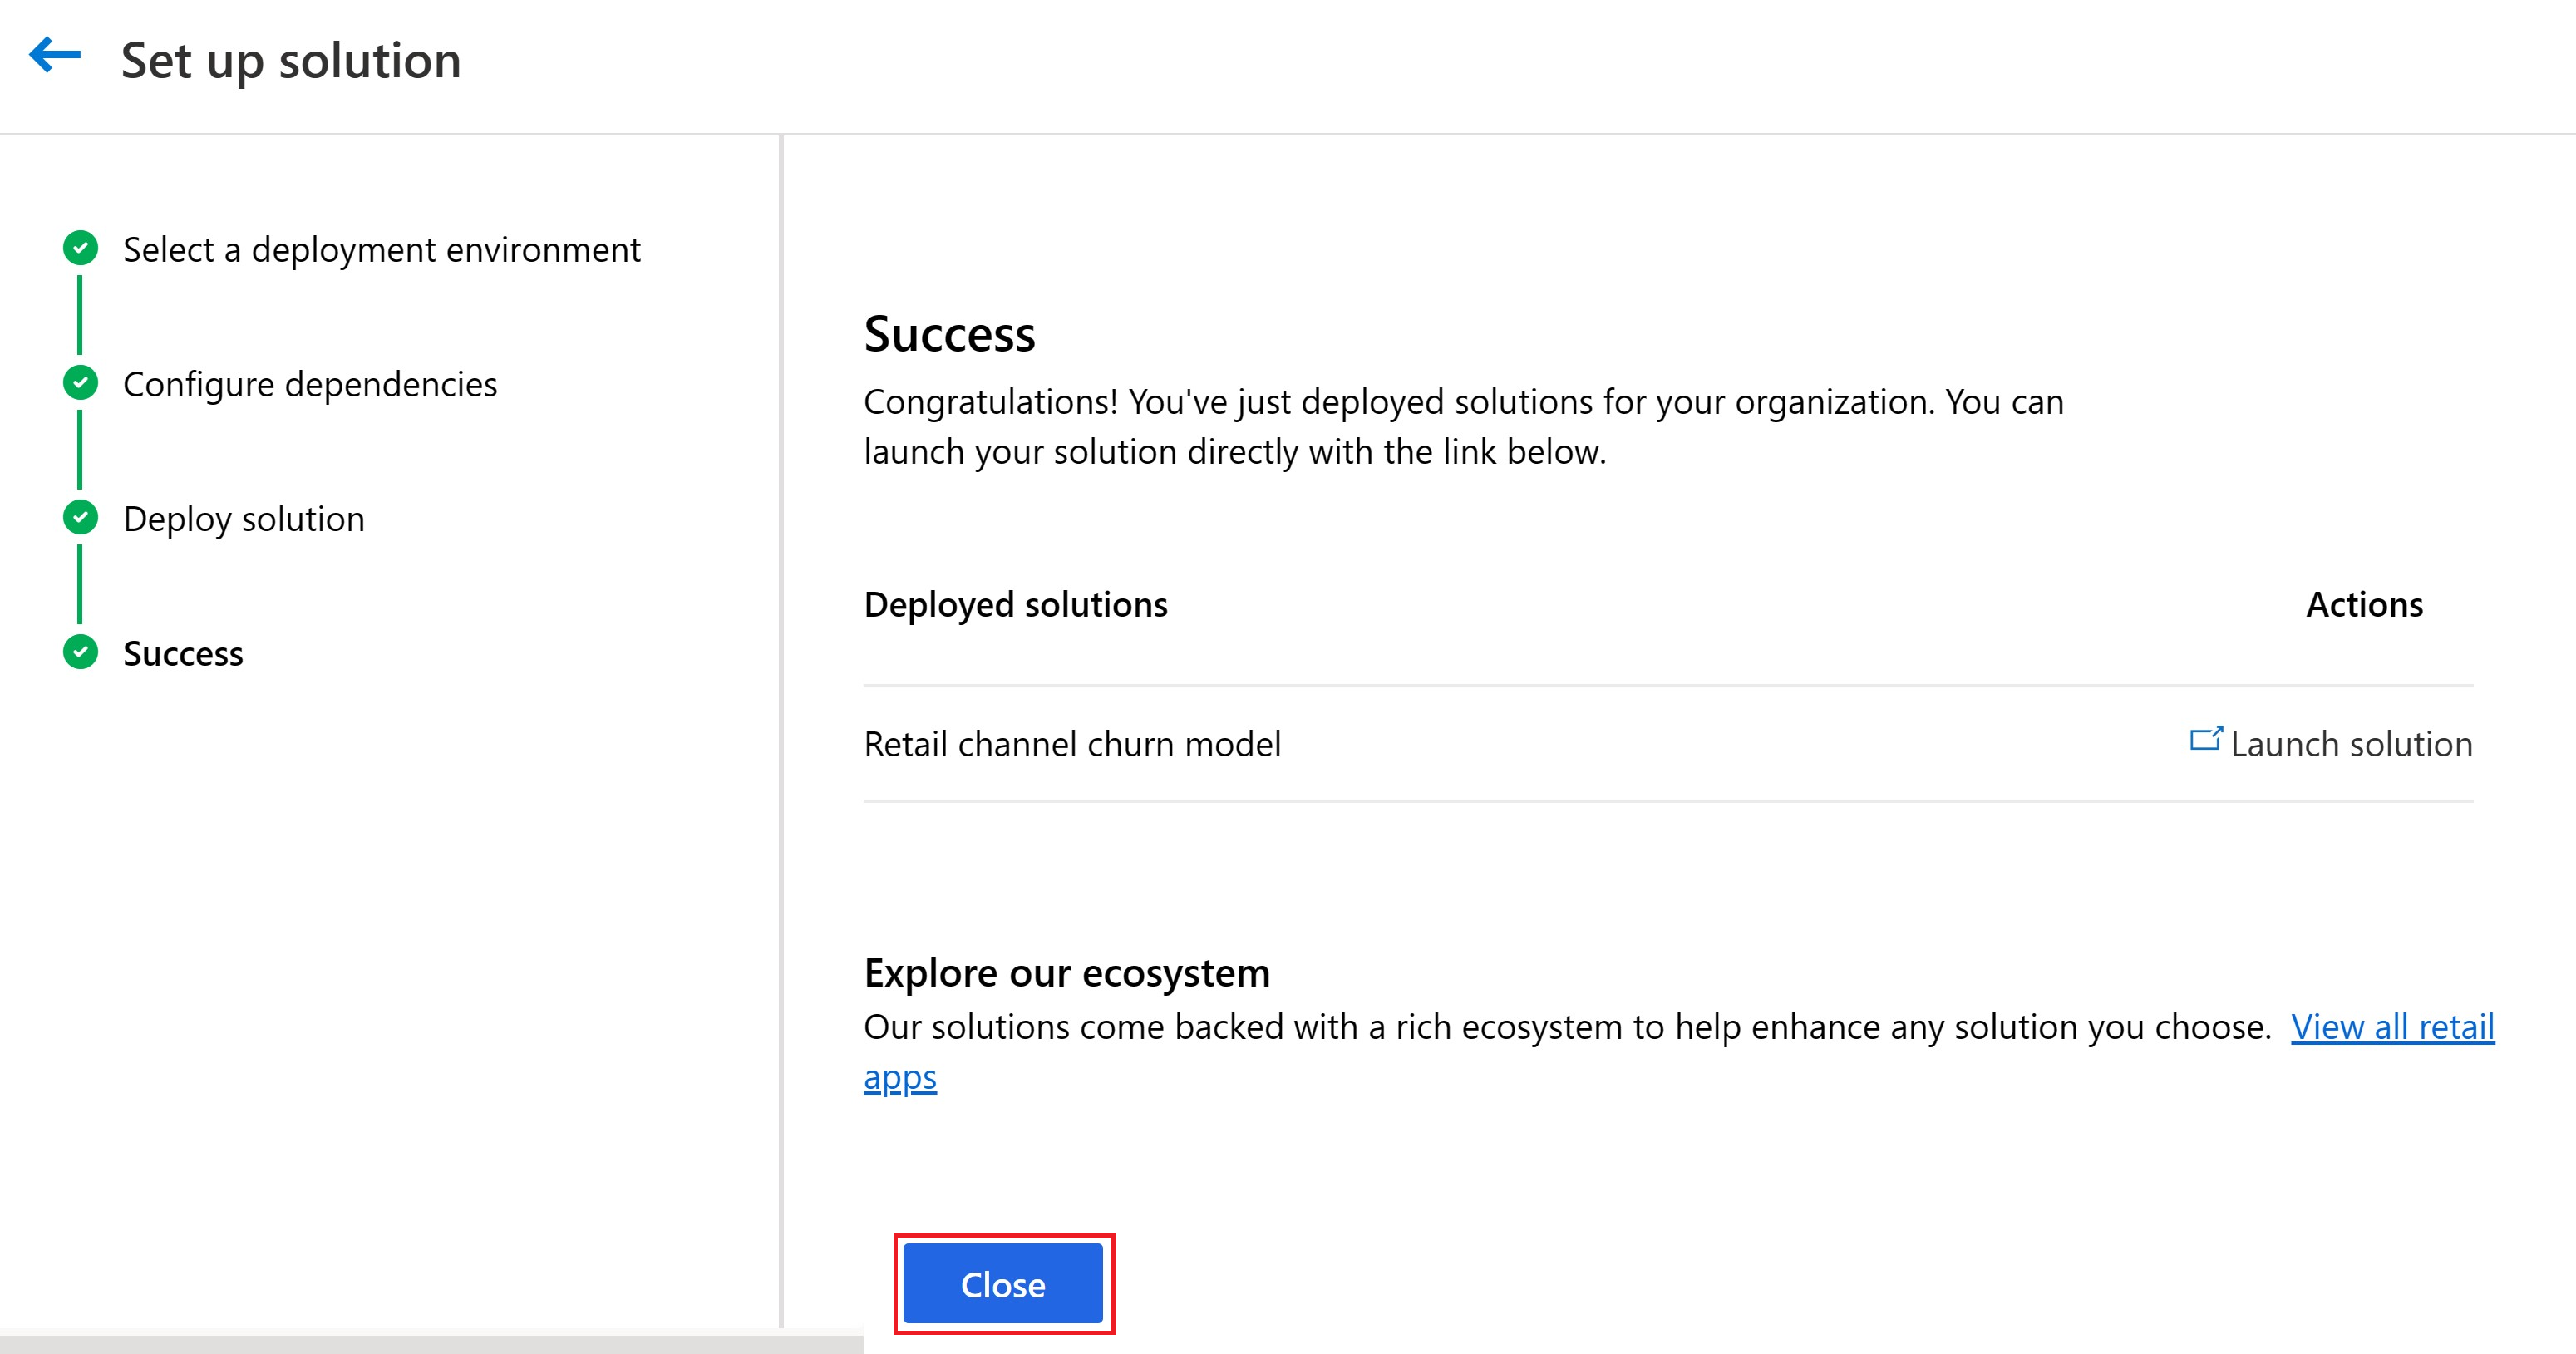 Set up solution
Select a deployment environment
Configure dependencies
Deploy solution
Success
Success
Congratulations! You've just deployed solutions for your organization. You can
launch your solution directly with the link below.
Deployed solutions Actions
Retail channel churn model Launch solution
Explore our ecosystem
Our solutions come backed with a rich ecosystem to help enhance any solution you choose. View all retail
apps
Close